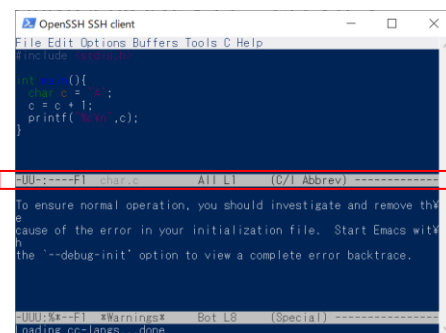 OpenSSH SSH client
File Edit Options Buffers Tools C Help
#include
int main(){
char c = 'A';
c = c + 1;
printf("%c¥n",c);
}
-UU-:----F1 char.c All L1 (C/l Abbrev) -------------
To ensure normal operation, you should investigate and remove th¥
e
cause of the error in your initialization file. Start Emacs wit¥
h
the `--debug-init' option to view a complete error backtrace.
-UUU:%*--F1 *Warnings* Bot L8 (Special) ----------------
Loading cc-langs...done